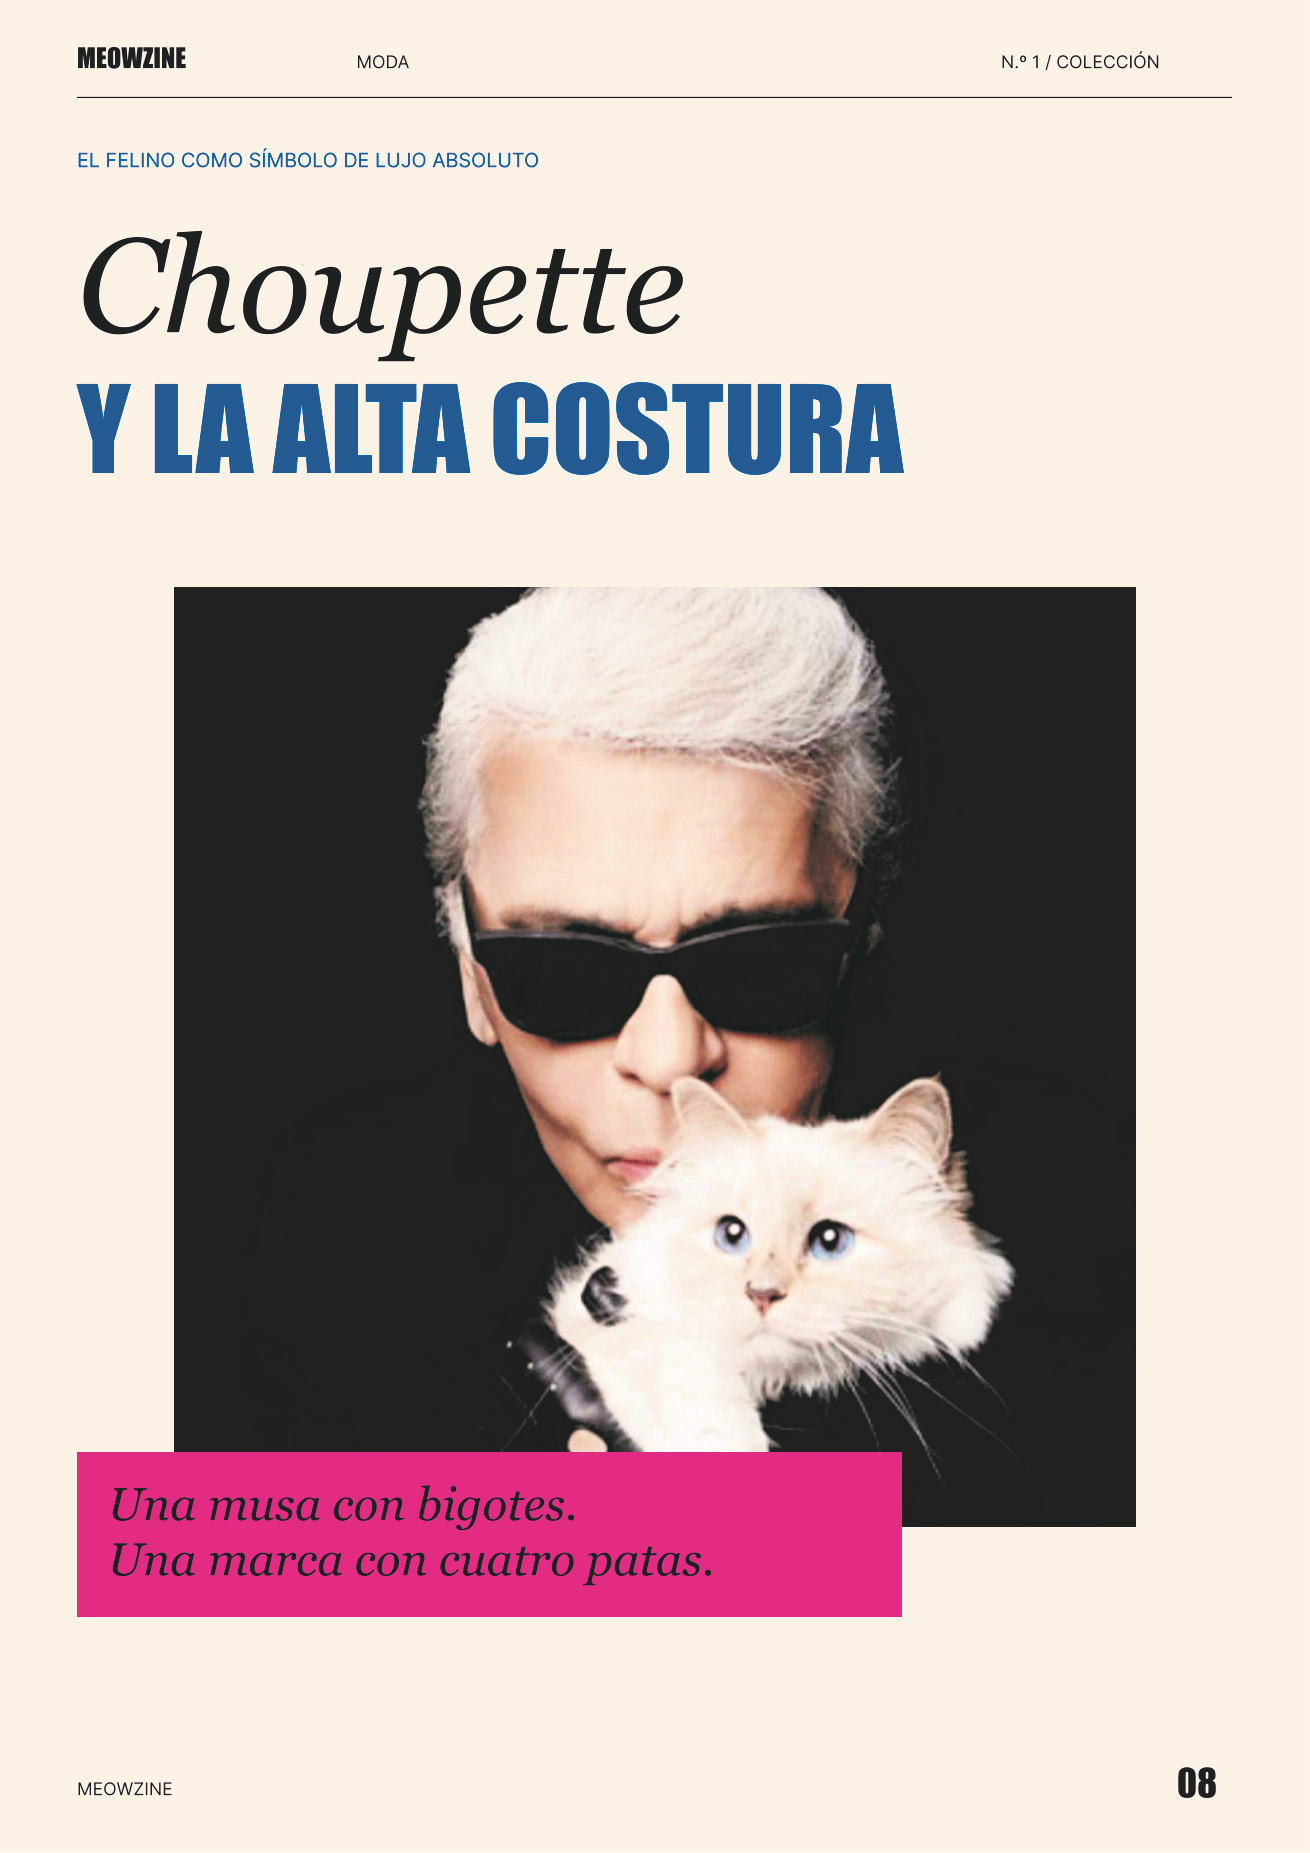 MEOWZINE
MODA
N.º 1 / COLECCIÓN
EL FELINO COMO SÍMBOLO DE LUJO ABSOLUTO
Choupette
Y LA ALTA COSTURA
Una musa con bigotes.
Una marca con cuatro patas.
MEOWZINE
08